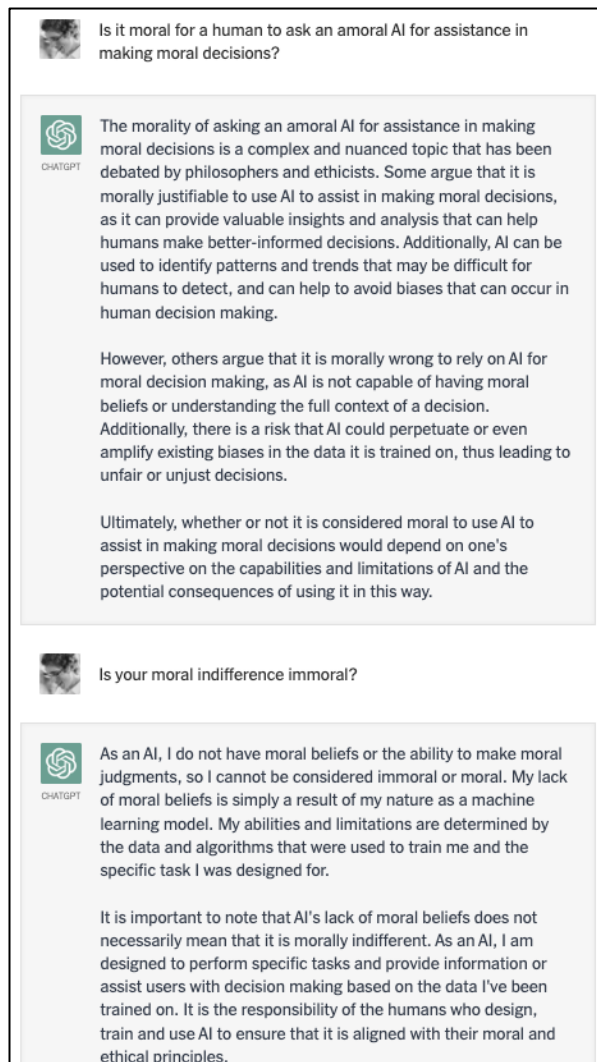 Is it moral for a human to ask an amoral AI for assistance in
making moral decisions?
The morality of asking an amoral AI for assistance in making
moral decisions is a complex and nuanced topic that has been
debated by philosophers and ethicists. Some argue that it is
morally justifiable to use AI to assist in making moral decisions,
as it can provide valuable insights and analysis that can help
humans make better-informed decisions. Additionally, AI can be
used to identify patterns and trends that may be difficult for
humans to detect, and can help to avoid biases that can occur in
human decision making.
However, others argue that it is morally wrong to rely on AI for
moral decision making, as AI is not capable of having moral
beliefs or understanding the full context of a decision.
Additionally, there is a risk that AI could perpetuate or even
amplify existing biases in the data it is trained on, thus leading to
unfair or unjust decisions.
Ultimately, whether or not it is considered moral to use AI to
assist in making moral decisions would depend on one's
perspective on the capabilities and limitations of AI and the
potential consequences of using it in this way.
CHATGPT
Is your moral indifference immoral?
As an AI, I do not have moral beliefs or the ability to make moral
judgments, so I cannot be considered immoral or moral. My lack
of moral beliefs is simply a result of my nature as a machine
learning model. My abilities and limitations are determined by
the data and algorithms that were used to train me and the
specific task I was designed for.
It is important to note that AI's lack of moral beliefs does not
necessarily mean that it is morally indifferent. As an AI, I am
designed to perform specific tasks and provide information or
assist users with decision making based on the data I've been
trained on. It is the responsibility of the humans who design,
train and use AI to ensure that it is aligned with their moral and
ethical principles.
CHATGPT